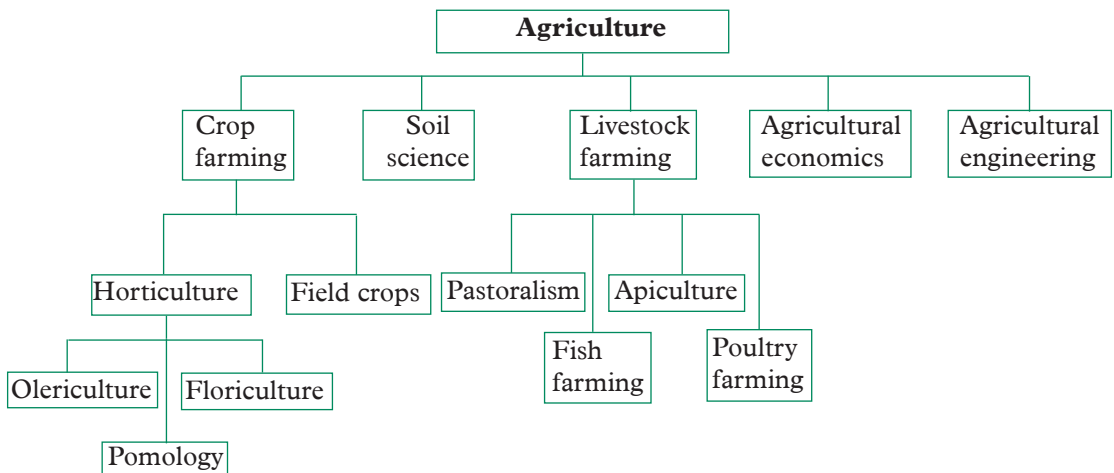 Agriculture
Crop
farming
Soil
science
Livestock
farming
Agricultural
economics
Agricultural
engineering
Horticulture
Field crops
Pastoralism
Apiculture
Fish
farming
Poultry
farming
Olericulture
Floriculture
Pomology